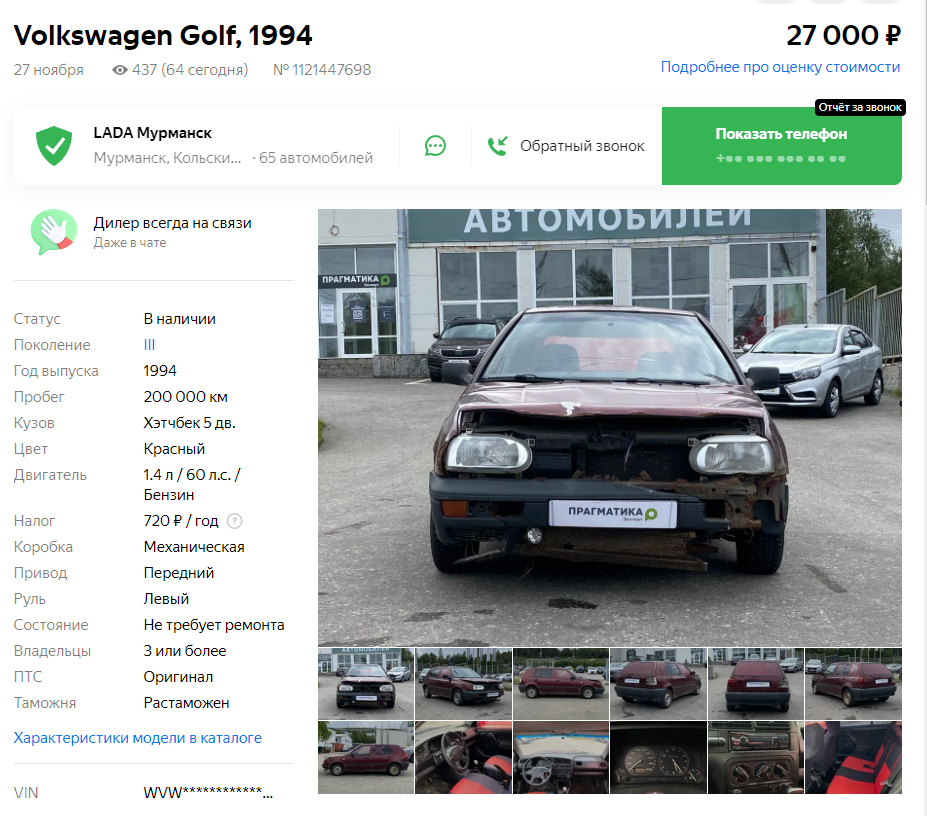 Volkswagen Golf, 1994
27 000 ₽
27 ноября 437 (64 сегодня) № 1121447698
Подробнее про оценку стоимости
Отчёт за звонок
LADA Мурманск
Мурманск, Кольски... · 65 автомобилей
Обратный звонок
Показать телефон
+●● ●●● ●●● ●● ●●
Дилер всегда на связи
Даже в чате
Статус В наличии
Поколение III
Год выпуска 1994
Пробег 200 000 км
Кузов Хэтчбек 5 дв.
Цвет Красный
Двигатель 1.4 л / 60 л.с. /
Бензин
Налог 720 ₽ / год ?
Коробка Механическая
Привод Передний
Руль Левый
Состояние Не требует ремонта
Владельцы 3 или более
ПТС Оригинал
Таможня Растаможен
Характеристики модели в каталоге
VIN WVW************...
АВТОМОБИЛЕЙ
ПРАГМАТИКА
Эксперт
ПРАГМАТИКА
Эксперт
АВТОМОБИЛЕЙ